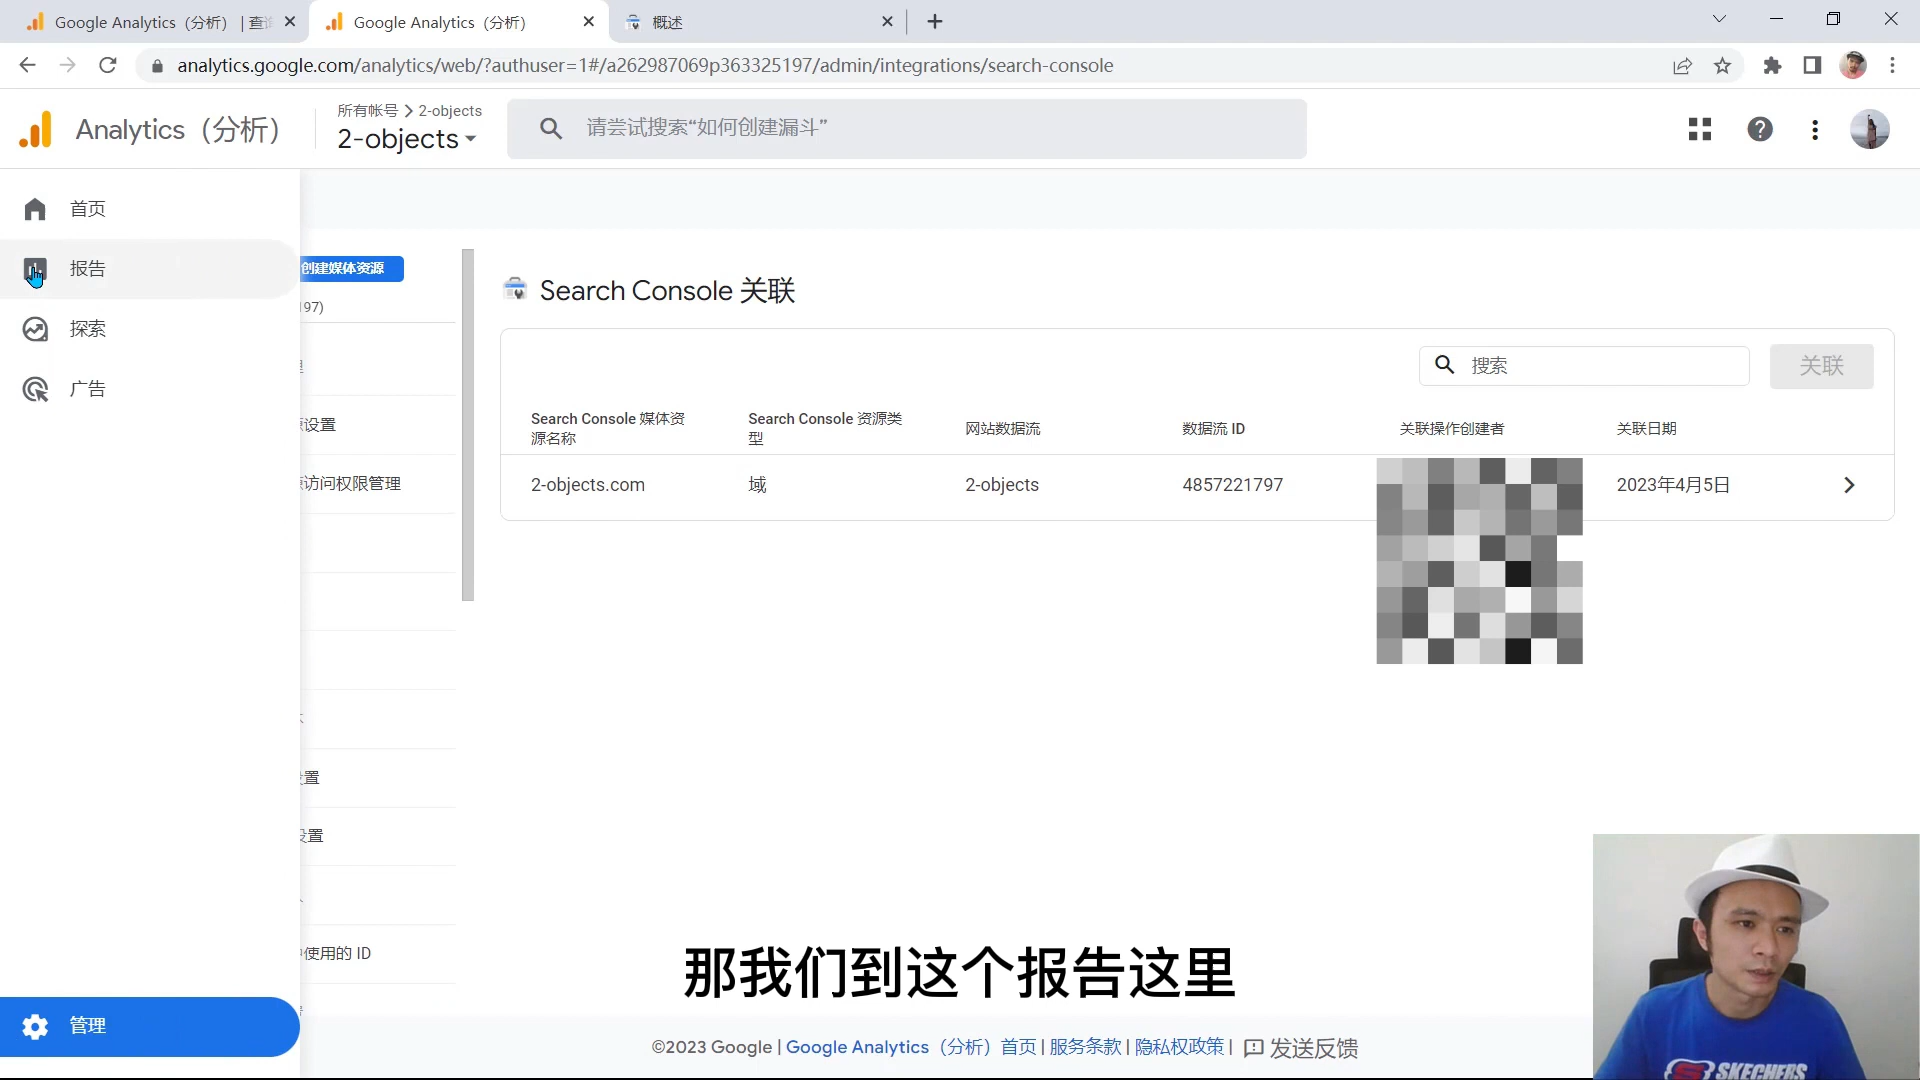 Google Analytics（分析） | 查
Google Analytics（分析）
概述
analytics.google.com/analytics/web/?authuser=1#/a262987069p363325197/admin/integrations/search-console
Analytics（分析）
所有帐号 > 2-objects
2-objects
请尝试搜索“如何创建漏斗”
首页
报告
探索
广告
管理
创建媒体资源
197)
设置
访问权限管理
置
设置
使用的 ID
Search Console 关联
搜索
关联
Search Console 媒体资
源名称
Search Console 资源类
型
网站数据流
数据流 ID
关联操作创建者
关联日期
2-objects.com
域
2-objects
4857221797
2023年4月5日
那我们到这个报告这里
©2023 Google | Google Analytics（分析）首页 | 服务条款 | 隐私权政策 | 发送反馈
SKECHERS